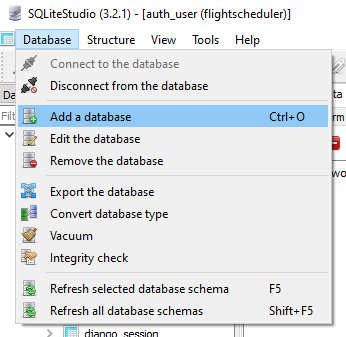 SQLiteStudio (3.2.1) - [auth_user (flightscheduler)]
Database Structure View Tools Help
Connect to the database
Disconnect from the database
Add a database Ctrl+O
Edit the database
Remove the database
Export the database
Convert database type
Vacuum
Integrity check
Refresh selected database schema F5
Refresh all database schemas Shift+F5
django_session